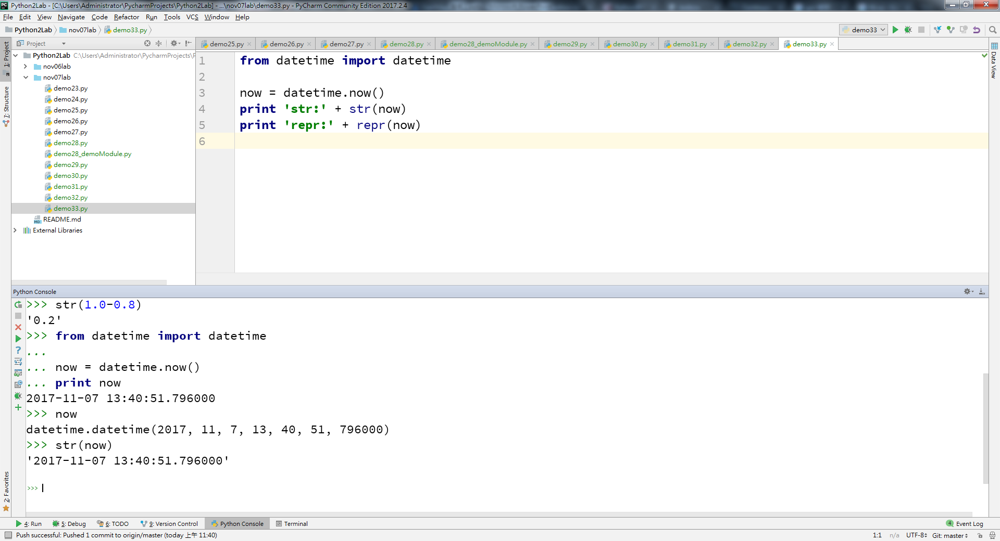 Python2Lab - [C:\Users\Administrator\PycharmProjects\Python2Lab] - ...\nov07lab\demo33.py - PyCharm Community Edition 2017.2.4
File Edit View Navigate Code Refactor Run Tools VCS Window Help
Python2Lab nov07lab demo33.py demo33
Project
demo25.py demo26.py demo27.py demo28.py demo28_demoModule.py demo29.py demo30.py demo31.py demo32.py demo33.py
1: Project
7: Structure
2: Favorites
Data View
Python2Lab C:\Users\Administrator\PycharmProjects\P
nov06lab
nov07lab
demo23.py
demo24.py
demo25.py
demo26.py
demo27.py
demo28.py
demo28_demoModule.py
demo29.py
demo30.py
demo31.py
demo32.py
demo33.py
README.md
External Libraries
1 from datetime import datetime
2
3 now = datetime.now()
4 print 'str:' + str(now)
5 print 'repr:' + repr(now)
6
Python Console
>>> str(1.0-0.8)
'0.2'
>>> from datetime import datetime
...
... now = datetime.now()
... print now
2017-11-07 13:40:51.796000
>>> now
datetime.datetime(2017, 11, 7, 13, 40, 51, 796000)
>>> str(now)
'2017-11-07 13:40:51.796000'
>>>
4: Run 5: Debug 6: TODO 9: Version Control Python Console Terminal 4 Event Log
Push successful: Pushed 1 commit to origin/master (today 上午 11:40) 1:1 n/a UTF-8 Git: master